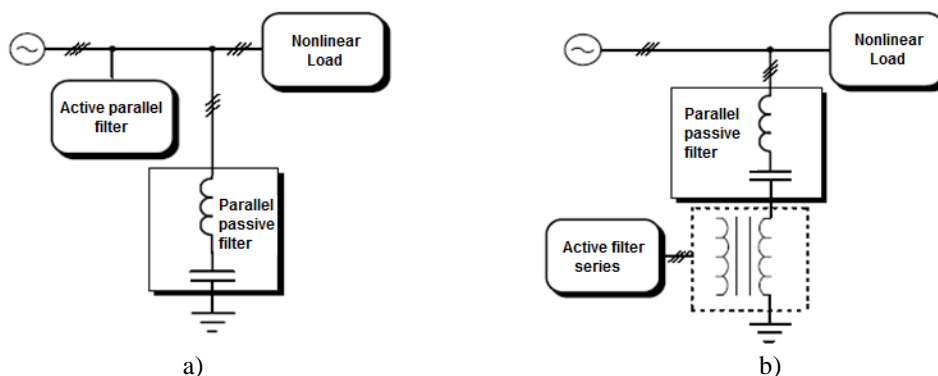 Nonlinear
Load
Active parallel
filter
Parallel
passive
filter
a)
Nonlinear
Load
Parallel
passive
filter
Active filter
series
b)